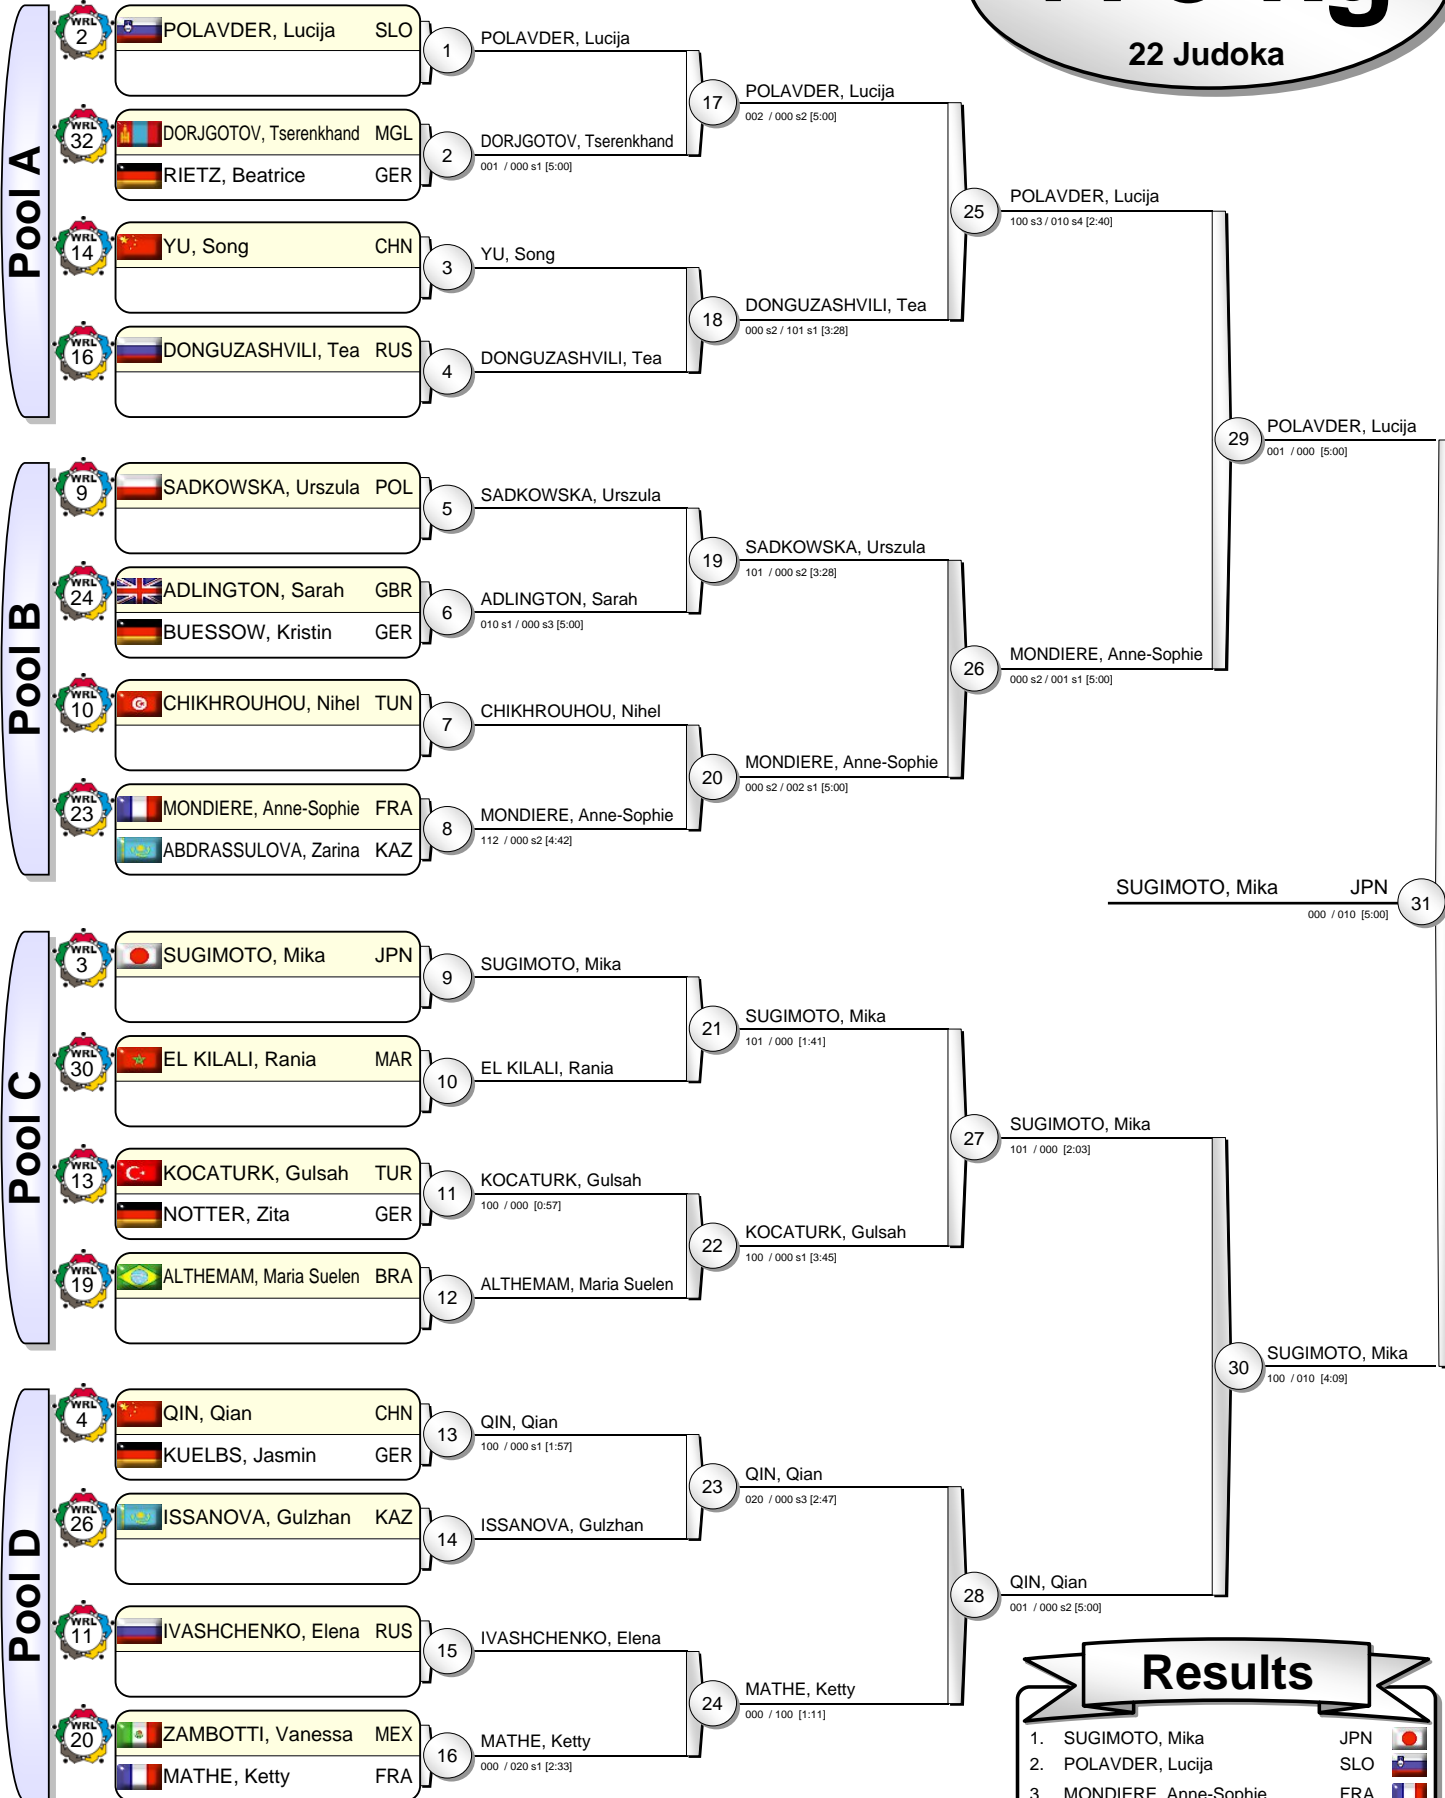 22 Judoka
Pool A
WRL 2 POLAVDER, Lucija SLO
WRL 32 DORJGOTOV, Tserenkhand MGL
RIETZ, Beatrice GER
WRL 14 YU, Song CHN
WRL 16 DONGUZASHVILI, Tea RUS
1 POLAVDER, Lucija
2 DORJGOTOV, Tserenkhand
001 / 000 s1 [5:00]
3 YU, Song
4 DONGUZASHVILI, Tea
17 POLAVDER, Lucija
002 / 000 s2 [5:00]
18 DONGUZASHVILI, Tea
000 s2 / 101 s1 [3:28]
25 POLAVDER, Lucija
100 s3 / 010 s4 [2:40]
Pool B
WRL 9 SADKOWSKA, Urszula POL
WRL 24 ADLINGTON, Sarah GBR
BUESSOW, Kristin GER
WRL 10 CHIKHROUHOU, Nihel TUN
WRL 23 MONDIERE, Anne-Sophie FRA
ABDRASSULOVA, Zarina KAZ
5 SADKOWSKA, Urszula
6 ADLINGTON, Sarah
010 s1 / 000 s3 [5:00]
7 CHIKHROUHOU, Nihel
8 MONDIERE, Anne-Sophie
112 / 000 s2 [4:42]
19 SADKOWSKA, Urszula
101 / 000 s2 [3:28]
20 MONDIERE, Anne-Sophie
000 s2 / 002 s1 [5:00]
26 MONDIERE, Anne-Sophie
000 s2 / 001 s1 [5:00]
29 POLAVDER, Lucija
001 / 000 [5:00]
SUGIMOTO, Mika JPN 31
000 / 010 [5:00]
Pool C
WRL 3 SUGIMOTO, Mika JPN
WRL 30 EL KILALI, Rania MAR
WRL 13 KOCATURK, Gulsah TUR
NOTTER, Zita GER
WRL 19 ALTHEMAM, Maria Suelen BRA
9 SUGIMOTO, Mika
10 EL KILALI, Rania
11 KOCATURK, Gulsah
100 / 000 [0:57]
12 ALTHEMAM, Maria Suelen
21 SUGIMOTO, Mika
101 / 000 [1:41]
22 KOCATURK, Gulsah
100 / 000 s1 [3:45]
27 SUGIMOTO, Mika
101 / 000 [2:03]
Pool D
WRL 4 QIN, Qian CHN
KUELBS, Jasmin GER
WRL 26 ISSANOVA, Gulzhan KAZ
WRL 11 IVASHCHENKO, Elena RUS
WRL 20 ZAMBOTTI, Vanessa MEX
MATHE, Ketty FRA
13 QIN, Qian
100 / 000 s1 [1:57]
14 ISSANOVA, Gulzhan
15 IVASHCHENKO, Elena
16 MATHE, Ketty
000 / 020 s1 [2:33]
23 QIN, Qian
020 / 000 s3 [2:47]
24 MATHE, Ketty
000 / 100 [1:11]
28 QIN, Qian
001 / 000 s2 [5:00]
30 SUGIMOTO, Mika
100 / 010 [4:09]
Results
1. SUGIMOTO, Mika JPN
2. POLAVDER, Lucija SLO
3. MONDIERE, Anne-Sophie FRA